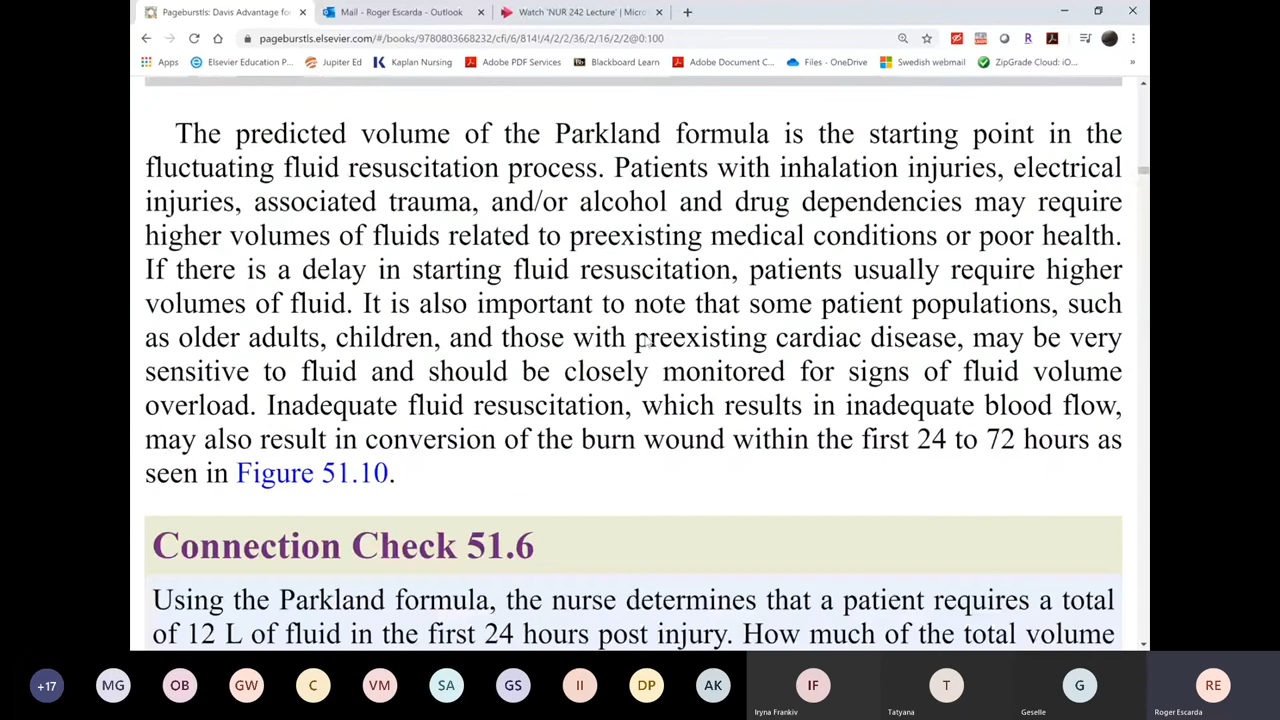 Pageburstls: Davis Advantage for
Mail - Roger Escarda - Outlook
Watch 'NUR 242 Lecture' | Micro
pageburstls.elsevier.com/#/books/9780803668232/cfi/6/814!/4/2/2/36/2/16/2/2@0:100
Apps
Elsevier Education P...
Jupiter Ed
Kaplan Nursing
Adobe PDF Services
Blackboard Learn
Adobe Document C...
Files - OneDrive
Swedish webmail
ZipGrade Cloud: iO...
The predicted volume of the Parkland formula is the starting point in the
fluctuating fluid resuscitation process. Patients with inhalation injuries, electrical
injuries, associated trauma, and/or alcohol and drug dependencies may require
higher volumes of fluids related to preexisting medical conditions or poor health.
If there is a delay in starting fluid resuscitation, patients usually require higher
volumes of fluid. It is also important to note that some patient populations, such
as older adults, children, and those with preexisting cardiac disease, may be very
sensitive to fluid and should be closely monitored for signs of fluid volume
overload. Inadequate fluid resuscitation, which results in inadequate blood flow,
may also result in conversion of the burn wound within the first 24 to 72 hours as
seen in Figure 51.10.
Connection Check 51.6
Using the Parkland formula, the nurse determines that a patient requires a total
of 12 L of fluid in the first 24 hours post injury. How much of the total volume
+17
MG
OB
GW
C
VM
SA
GS
II
DP
AK
IF
T
G
RE
Iryna Frankiv
Tatyana
Geselle
Roger Escarda